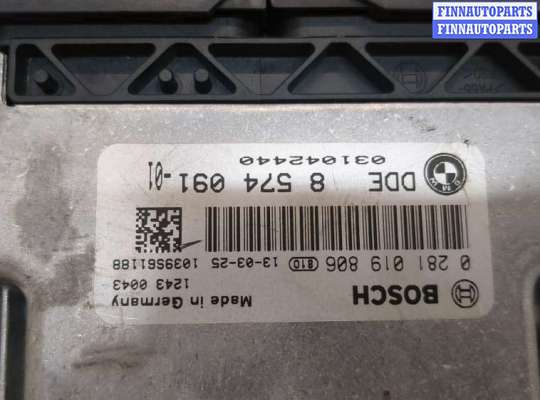 FINNAUTOPARTS
FINNAUTOPARTS
BOSCH
Made in Germany
1243 0043
0 281 019 806 810 13-03-25 1039S61188
DDE 8 574 091-01
031042440